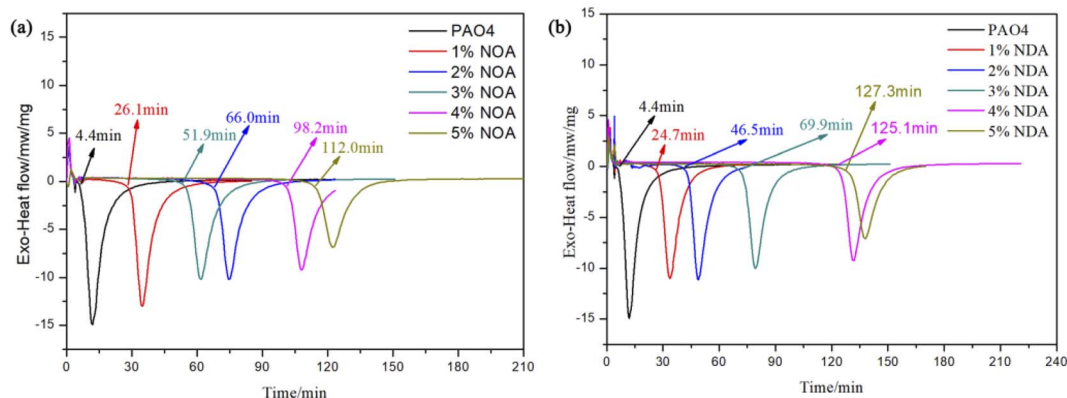 (a)
15
10
5
0
-5
-10
-15
Exo-Heat flow/mw/mg
PAO4
1% NOA
2% NOA
3% NOA
4% NOA
5% NOA
4.4min
26.1min
51.9min
66.0min
98.2min
112.0min
0
30
60
90
120
150
180
210
Time/min
(b)
15
10
5
0
-5
-10
-15
Exo-Heat flow/mw/mg
PAO4
1% NDA
2% NDA
3% NDA
4% NDA
5% NDA
4.4min
24.7min
46.5min
69.9min
127.3min
125.1min
0
30
60
90
120
150
180
210
240
Time/min